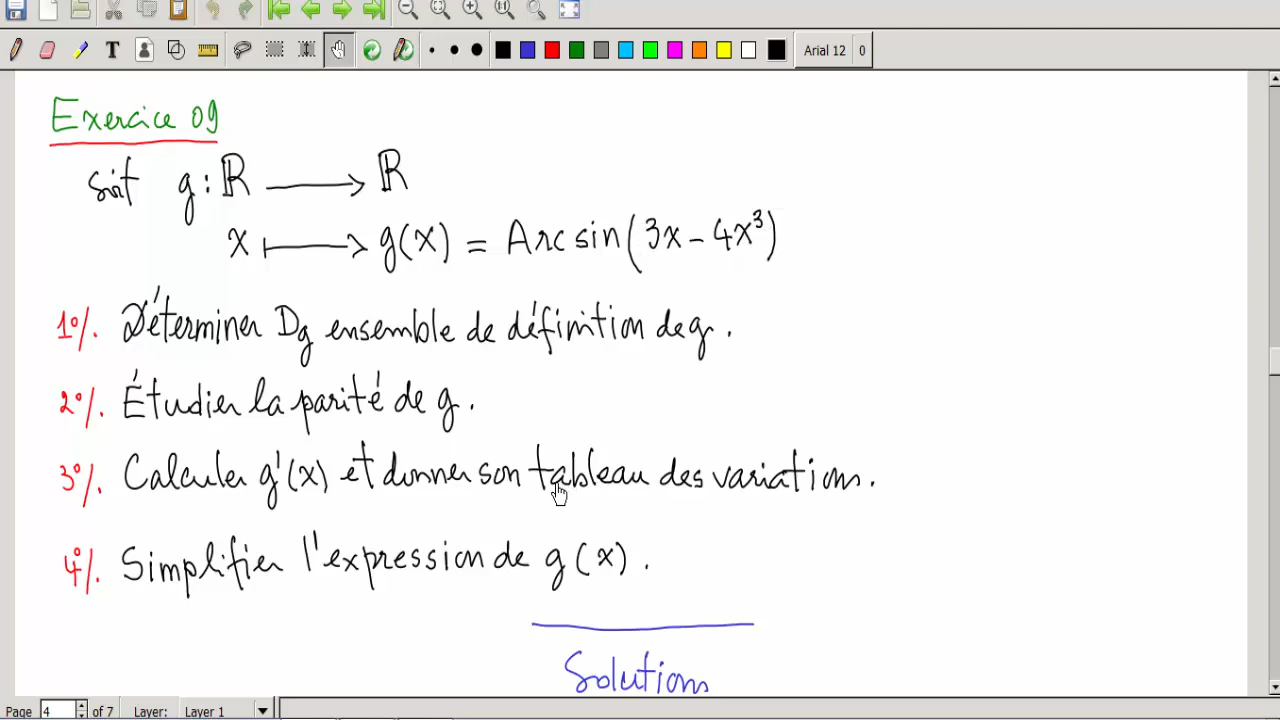 T
Arial 12
0
Exercice 09
soit g : ℝ ⟶ ℝ
x ⟼ g(x) = Arcsin(3x - 4x³)
1°/. Déterminer Dg ensemble de définition de g.
2°/. Étudier la parité de g.
3°/. Calculer g'(x) et donner son tableau des variations.
4°/. Simplifier l'expression de g(x).
Solution
Page 4 of 7 Layer: Layer 1